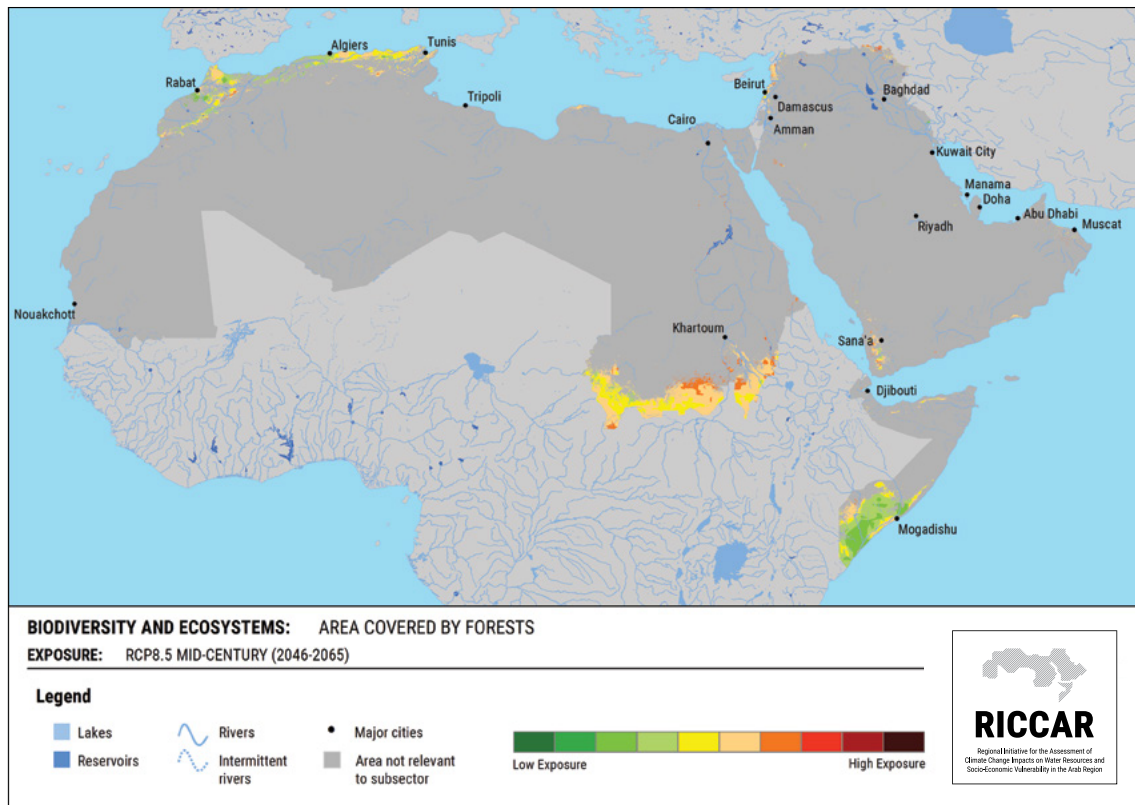 Algiers
Tunis
Rabat
Tripoli
Beirut
Damascus
Baghdad
Amman
Cairo
Kuwait City
Manama
Doha
Abu Dhabi
Riyadh
Muscat
Nouakchott
Khartoum
Sana'a
Djibouti
Mogadishu
BIODIVERSITY AND ECOSYSTEMS: AREA COVERED BY FORESTS
EXPOSURE: RCP8.5 MID-CENTURY (2046-2065)
Legend
Lakes
Reservoirs
Rivers
Intermittent
rivers
Major cities
Area not relevant
to subsector
Low Exposure
High Exposure
RICCAR
Regional Initiative for the Assessment of
Climate Change Impacts on Water Resources and
Socio-Economic Vulnerability in the Arab Region